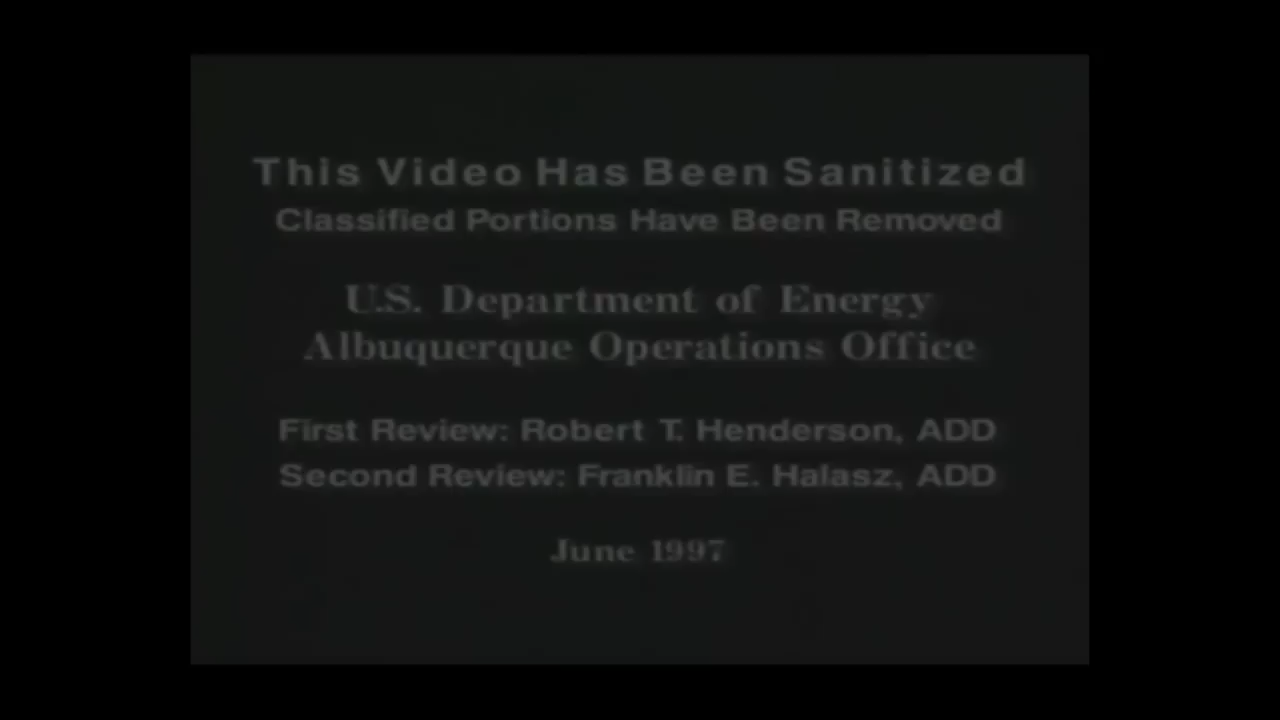 This Video Has Been Sanitized
Classified Portions Have Been Removed
U.S. Department of Energy
Albuquerque Operations Office
First Review: Robert T. Henderson, ADD
Second Review: Franklin E. Halasz, ADD
June 1997